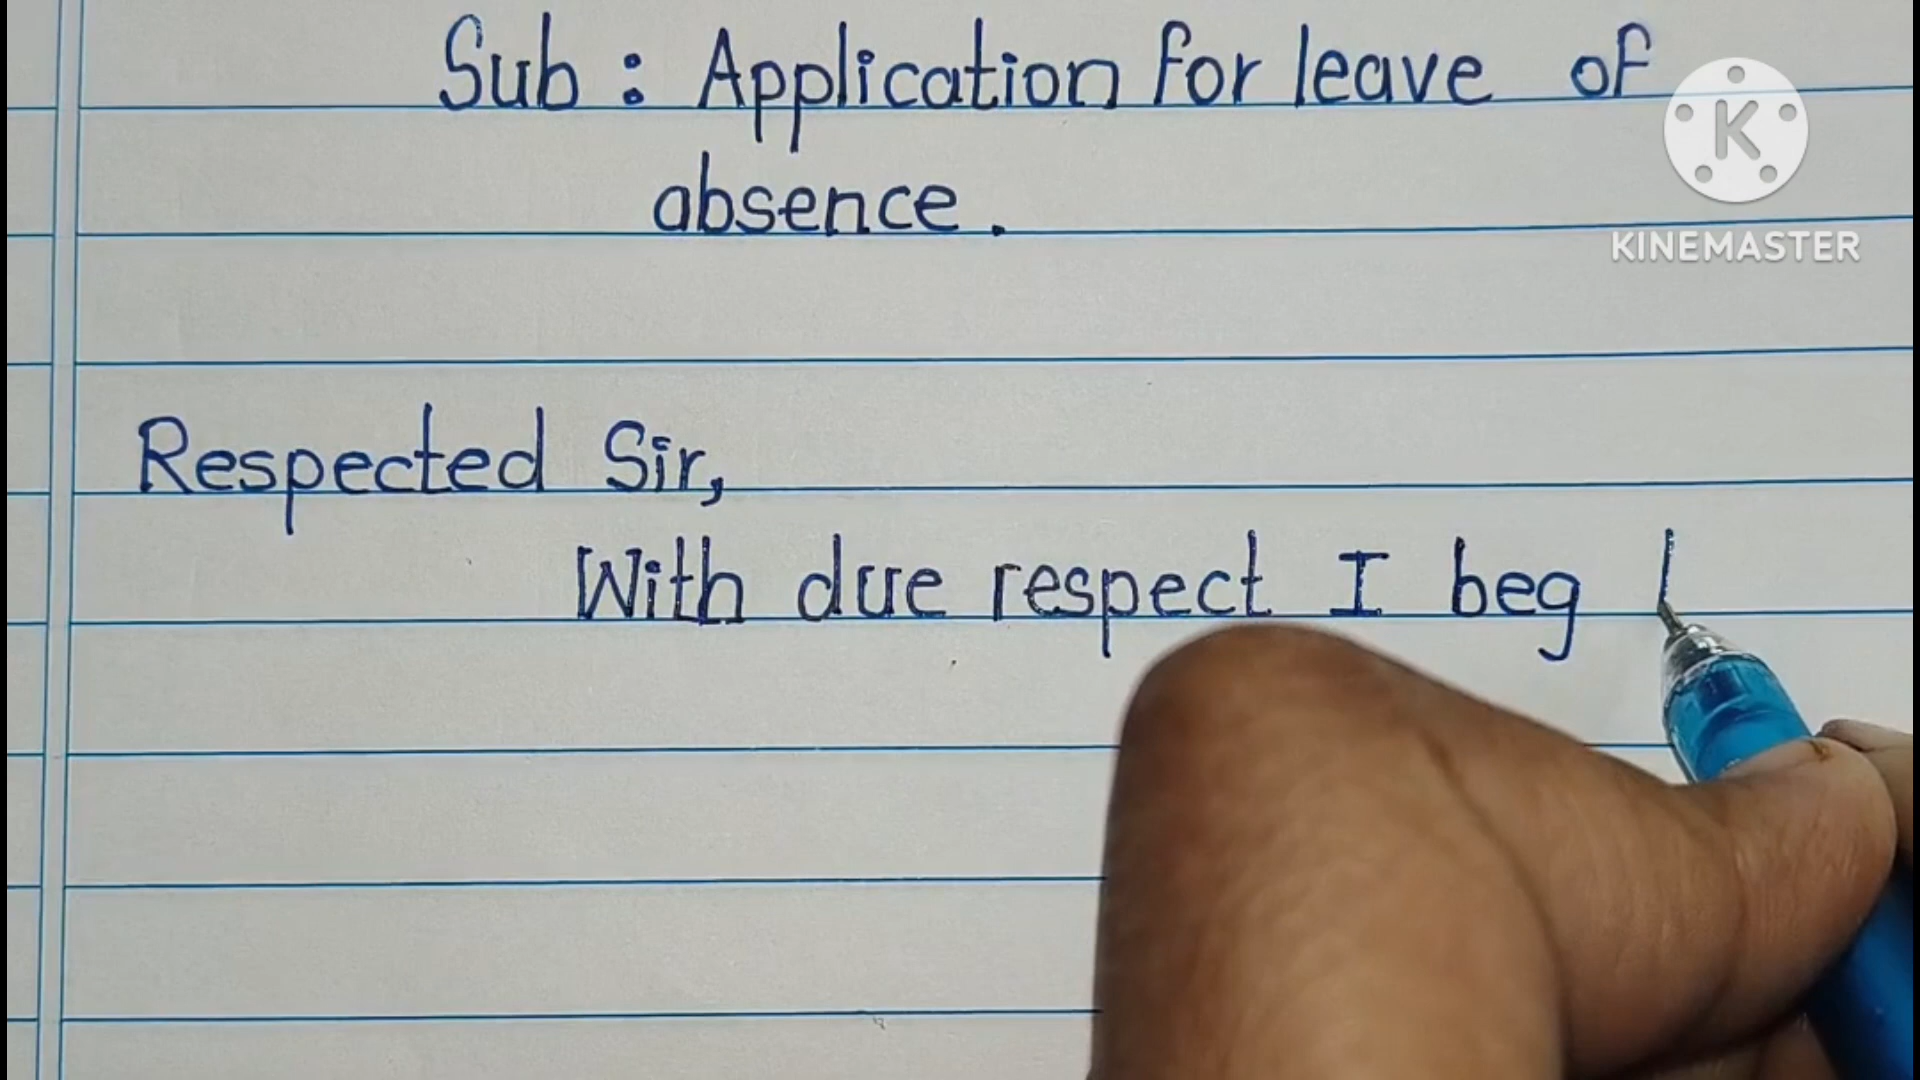 Sub : Application for leave of
absence.
K
KINEMASTER
Respected Sir,
With due respect I beg